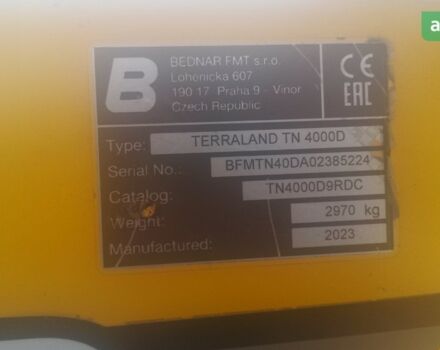 B
BEDNAR FMT s.r.o.
Lohenicka 607
190 17 Praha 9 - Vinor
Czech Republic
CE
EAC
Type: TERRALAND TN 4000D
Serial No.: BFMTN40DA02385224
Catalog: TN4000D9RDC
Weight: 2970 kg
Manufactured: 2023
a